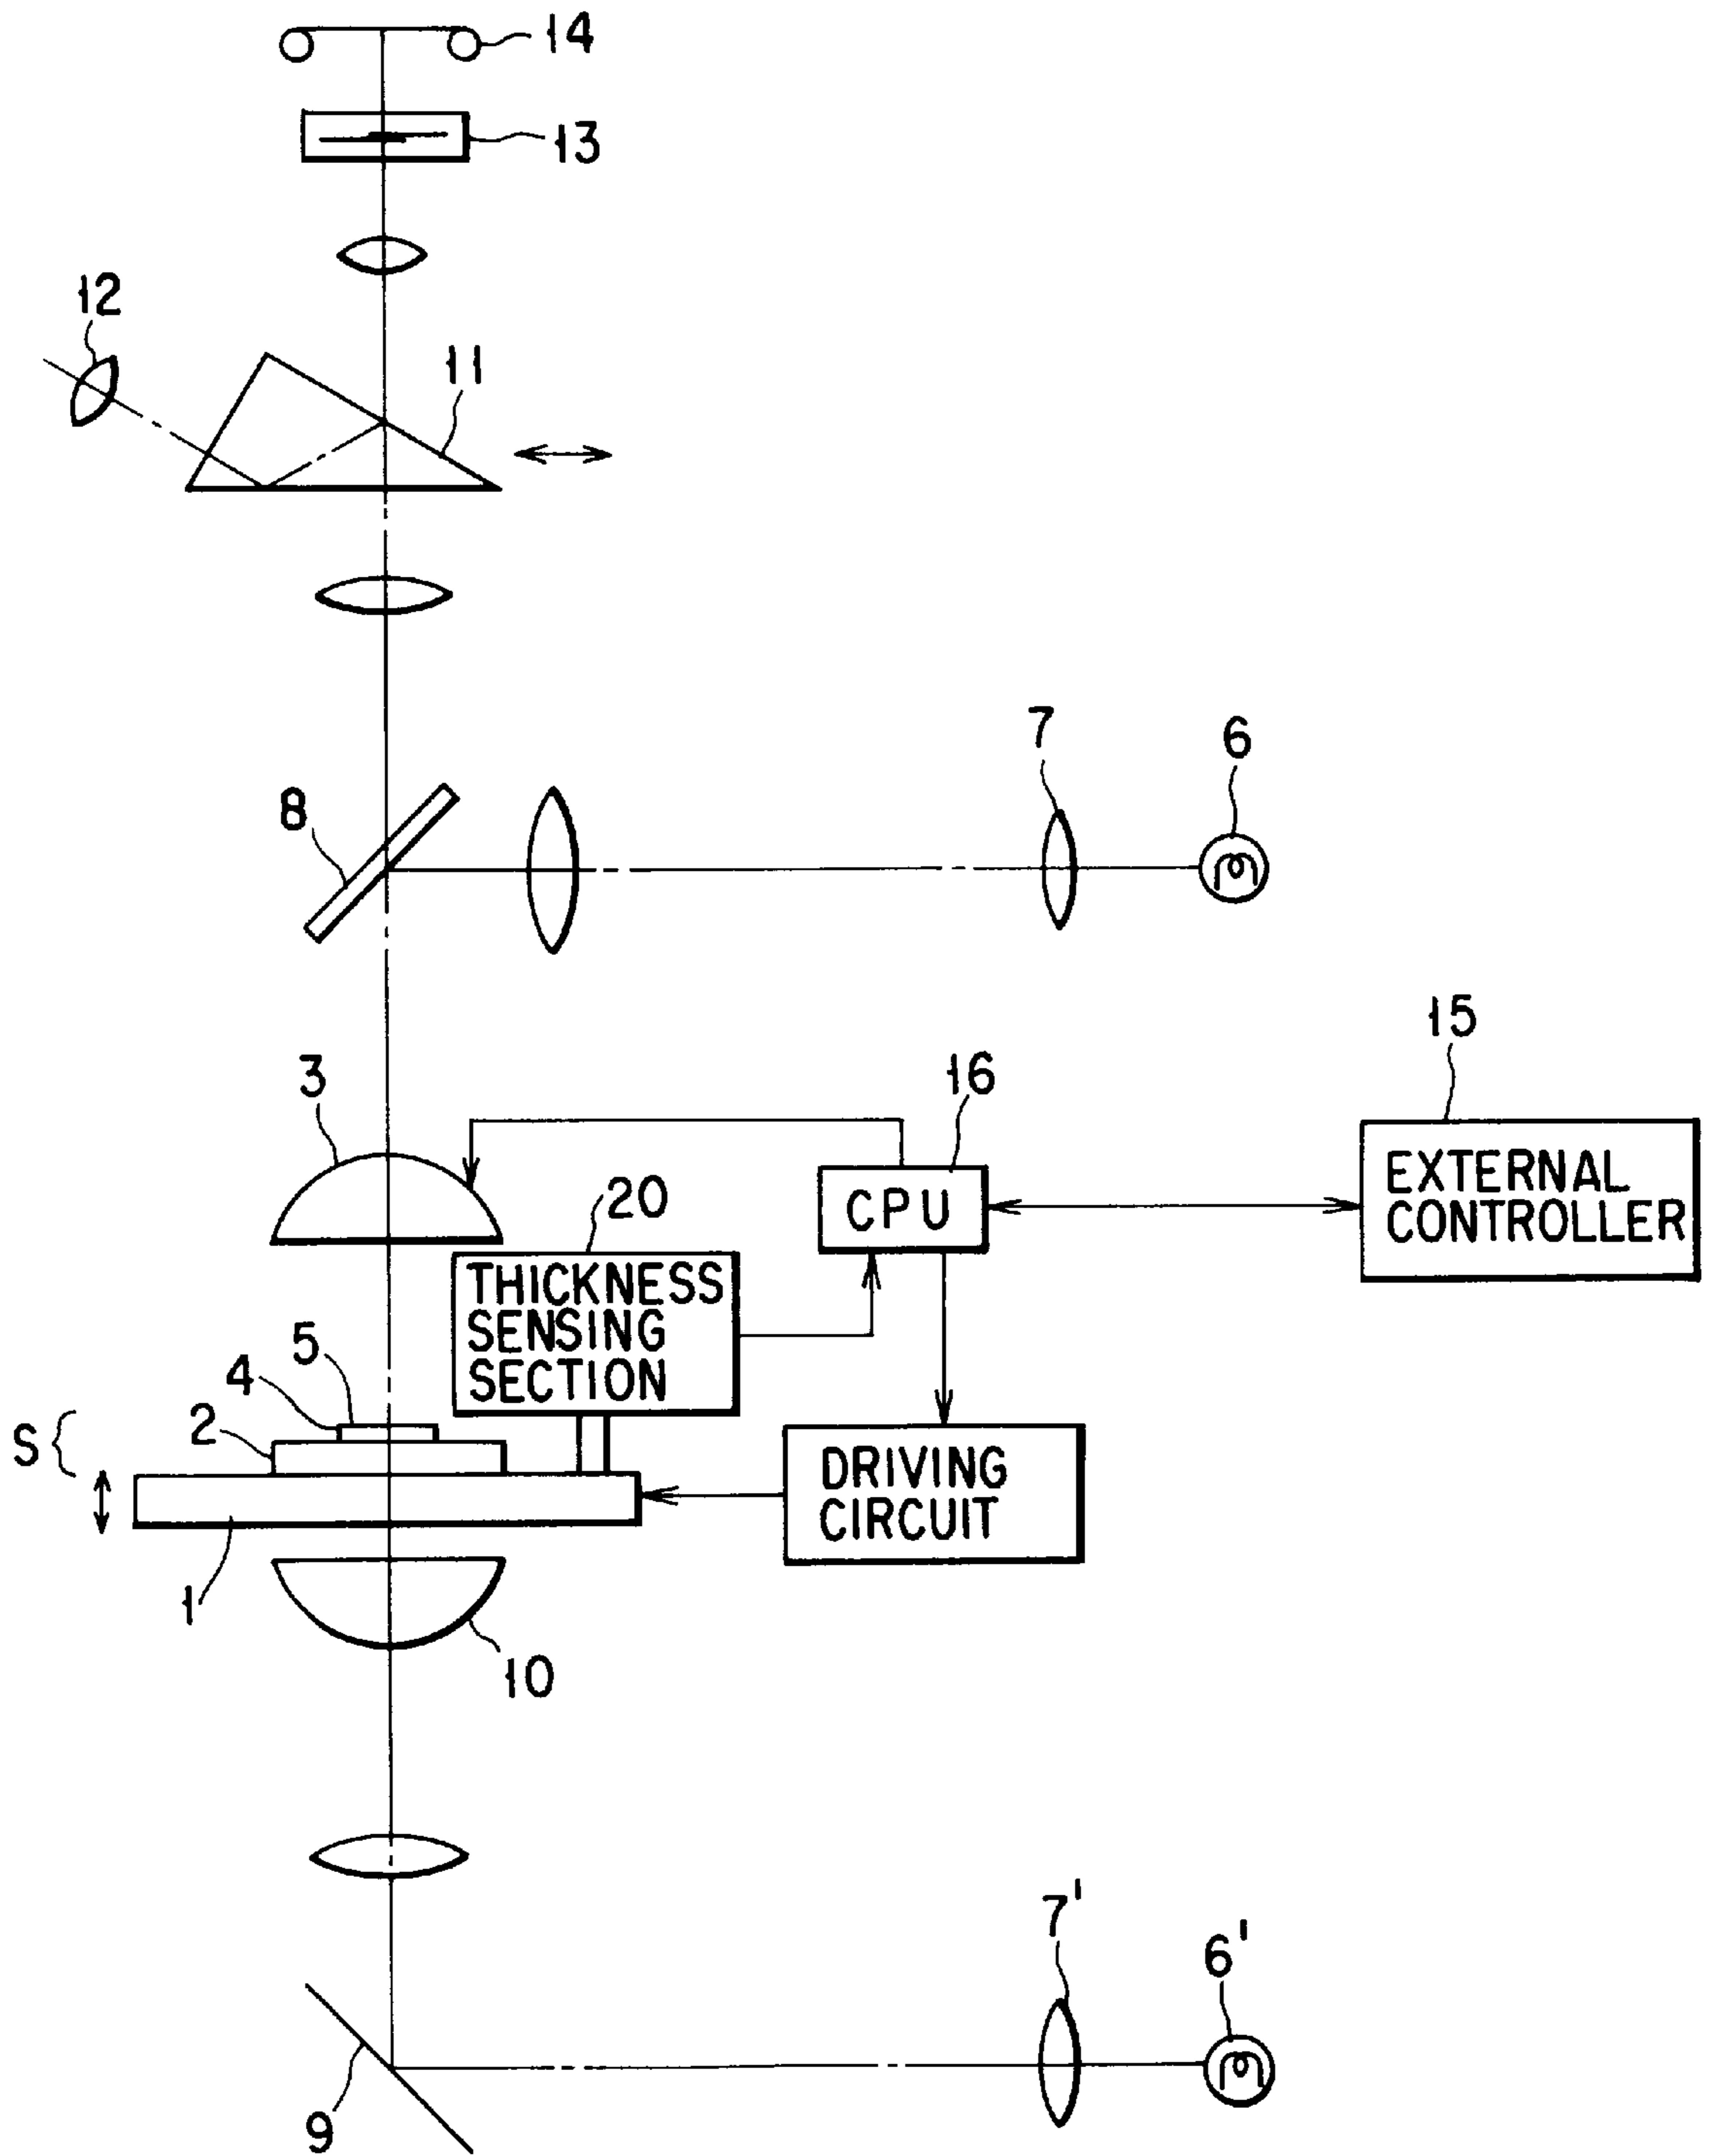 14
13
12
11
7
6
8
15
3
16
EXTERNAL
CONTROLLER
20
CPU
THICKNESS
SENSING
SECTION
5
4
2
S
DRIVING
CIRCUIT
1
10
7'
6'
9